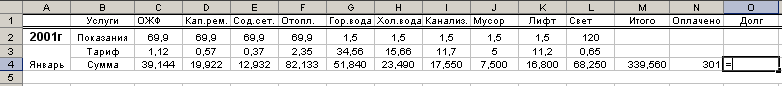 A B C D E F G H I J K L M N O
1 Услуги ОЖФ Кап.рем. Сод.сет. Отопл. Гор.вода Хол.вода Канализ. Мусор Лифт Свет Итого Оплачено Долг
2 2001г Показания 69,9 69,9 69,9 69,9 1,5 1,5 1,5 1,5 1,5 120
3 Тариф 1,12 0,57 0,37 2,35 34,56 15,66 11,7 5 11,2 0,65
4 Январь Сумма 39,144 19,922 12,932 82,133 51,840 23,490 17,550 7,500 16,800 68,250 339,560 301 =
5